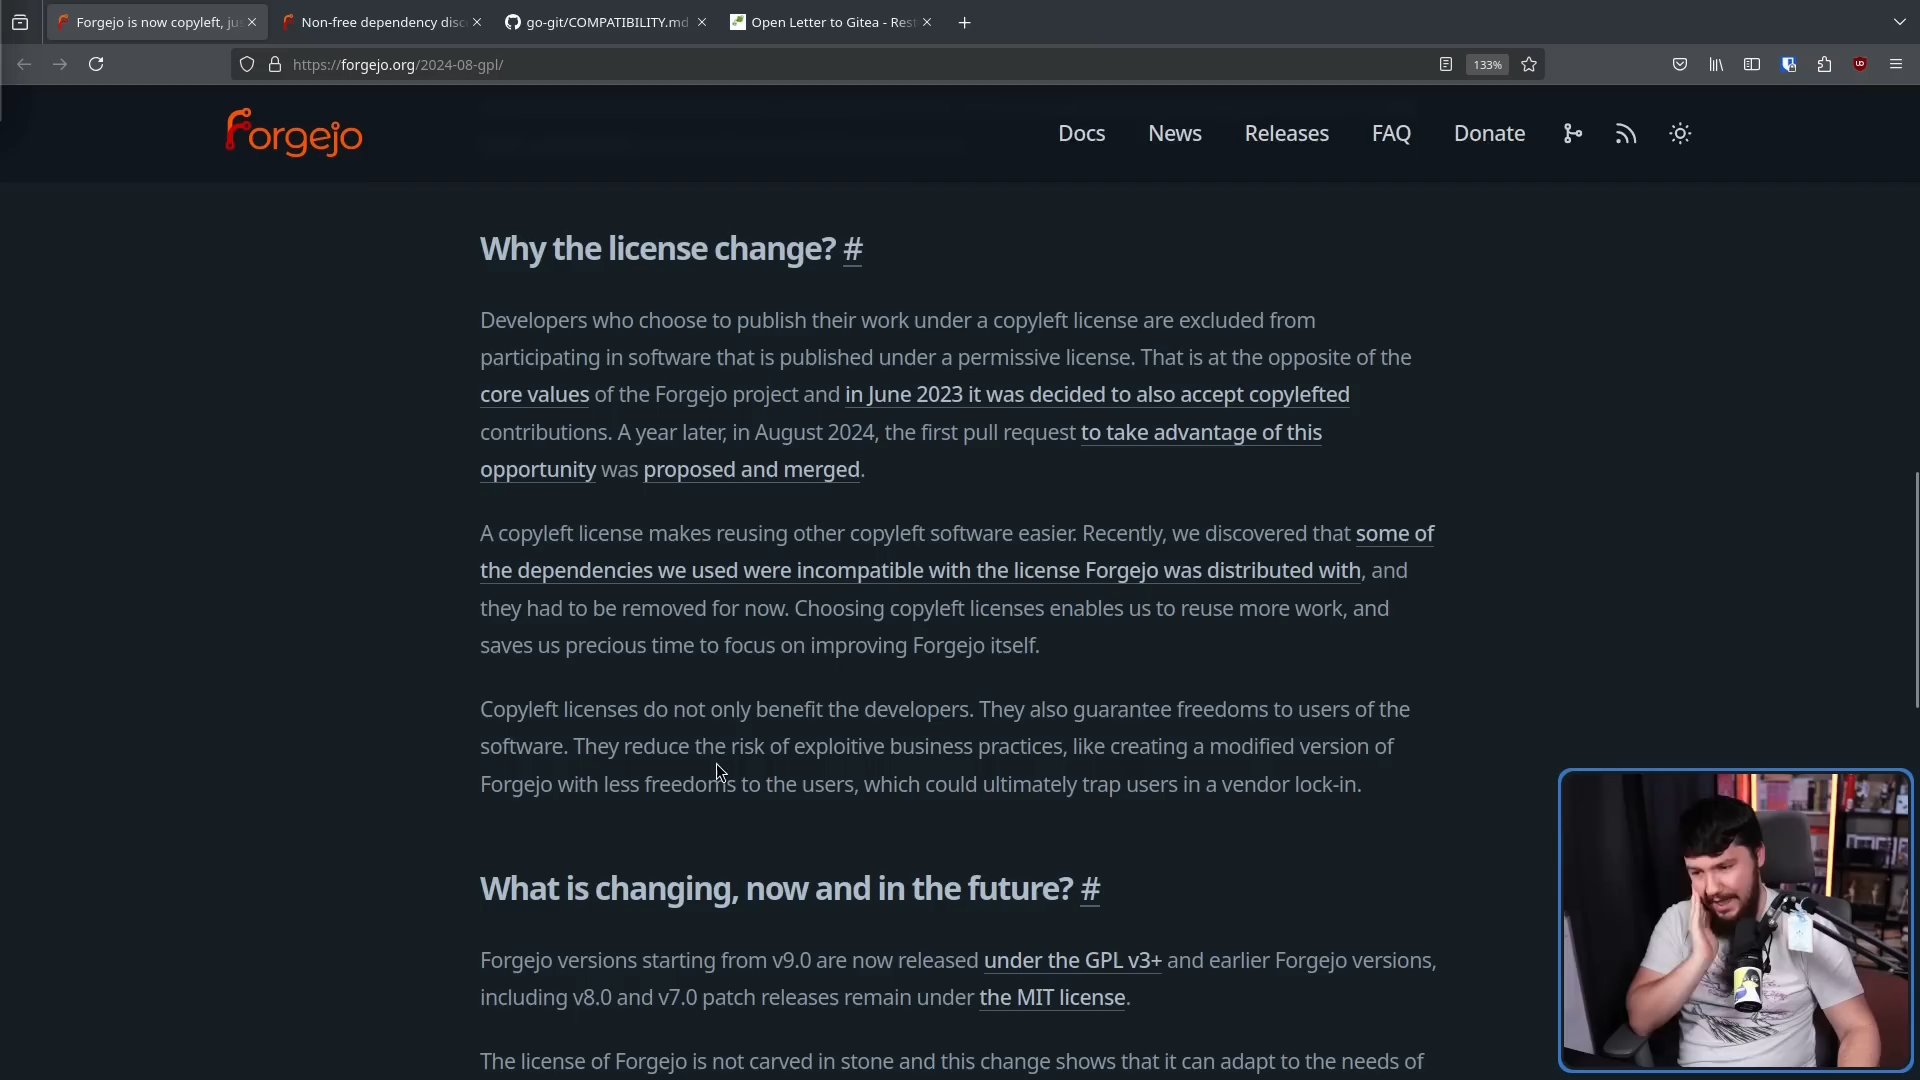 Forgejo is now copyleft, ju
Non-free dependency disc
go-git/COMPATIBILITY.md
Open Letter to Gitea - Res
https://forgejo.org/2024-08-gpl/
133%
Forgejo
Docs
News
Releases
FAQ
Donate
Why the license change? #
Developers who choose to publish their work under a copyleft license are excluded from
participating in software that is published under a permissive license. That is at the opposite of the
core values of the Forgejo project and in June 2023 it was decided to also accept copylefted
contributions. A year later, in August 2024, the first pull request to take advantage of this
opportunity was proposed and merged.
A copyleft license makes reusing other copyleft software easier. Recently, we discovered that some of
the dependencies we used were incompatible with the license Forgejo was distributed with, and
they had to be removed for now. Choosing copyleft licenses enables us to reuse more work, and
saves us precious time to focus on improving Forgejo itself.
Copyleft licenses do not only benefit the developers. They also guarantee freedoms to users of the
software. They reduce the risk of exploitive business practices, like creating a modified version of
Forgejo with less freedoms to the users, which could ultimately trap users in a vendor lock-in.
What is changing, now and in the future? #
Forgejo versions starting from v9.0 are now released under the GPL v3+ and earlier Forgejo versions,
including v8.0 and v7.0 patch releases remain under the MIT license.
The license of Forgejo is not carved in stone and this change shows that it can adapt to the needs of